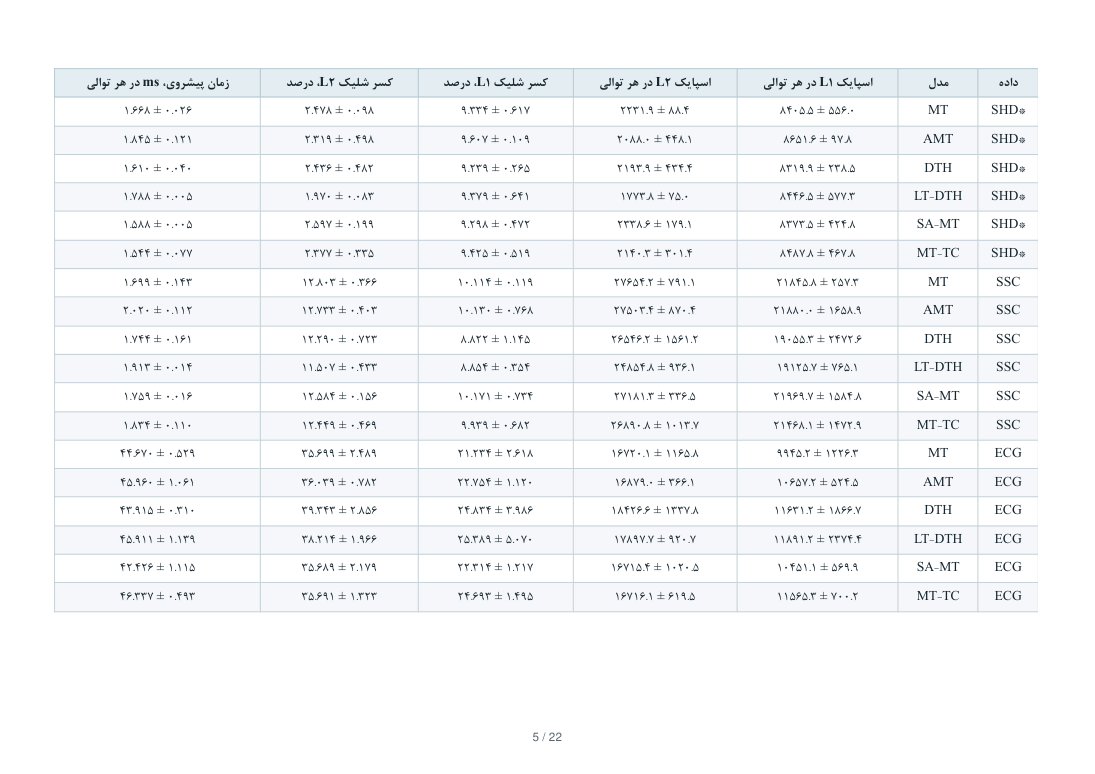 داده مدل اسپایک L۱ در هر توالی اسپایک L۲ در هر توالی کسر شلیک L۱، درصد کسر شلیک L۲، درصد زمان پیشروی، ms در هر توالی
SHD* MT ۸۴۰۵.۵ ± ۵۵۶.۰ ۲۲۳۱.۹ ± ۸۸.۴ ۹.۳۳۴ ± ۰.۶۱۷ ۲.۴۷۸ ± ۰.۰۹۸ ۱.۶۶۸ ± ۰.۰۲۶
SHD* AMT ۸۶۵۱.۶ ± ۹۷.۸ ۲۰۸۸.۰ ± ۴۴۸.۱ ۹.۶۰۷ ± ۰.۱۰۹ ۲.۳۱۹ ± ۰.۴۹۸ ۱.۸۴۵ ± ۰.۱۲۱
SHD* DTH ۸۳۱۹.۹ ± ۲۳۸.۵ ۲۱۹۳.۹ ± ۴۳۴.۴ ۹.۲۳۹ ± ۰.۲۶۵ ۲.۴۳۶ ± ۰.۴۸۲ ۱.۶۱۰ ± ۰.۰۴۰
SHD* LT-DTH ۸۴۴۶.۵ ± ۵۷۷.۳ ۱۷۷۳.۸ ± ۷۵.۰ ۹.۳۷۹ ± ۰.۶۴۱ ۱.۹۷۰ ± ۰.۰۸۳ ۱.۷۸۸ ± ۰.۰۰۵
SHD* SA-MT ۸۳۷۳.۵ ± ۴۲۴.۸ ۲۳۳۸.۶ ± ۱۷۹.۱ ۹.۲۹۸ ± ۰.۴۷۲ ۲.۵۹۷ ± ۰.۱۹۹ ۱.۵۸۸ ± ۰.۰۰۵
SHD* MT-TC ۸۴۸۷.۸ ± ۴۶۷.۸ ۲۱۴۰.۳ ± ۳۰۱.۴ ۹.۴۲۵ ± ۰.۵۱۹ ۲.۳۷۷ ± ۰.۳۳۵ ۱.۵۴۴ ± ۰.۰۷۷
SSC MT ۲۱۸۴۵.۸ ± ۲۵۷.۳ ۲۷۶۵۴.۲ ± ۷۹۱.۱ ۱۰.۱۱۴ ± ۰.۱۱۹ ۱۲.۸۰۳ ± ۰.۳۶۶ ۱.۶۹۹ ± ۰.۱۴۳
SSC AMT ۲۱۸۸۰.۰ ± ۱۶۵۸.۹ ۲۷۵۰۳.۴ ± ۸۷۰.۴ ۱۰.۱۳۰ ± ۰.۷۶۸ ۱۲.۷۳۳ ± ۰.۴۰۳ ۲.۰۲۰ ± ۰.۱۱۲
SSC DTH ۱۹۰۵۵.۳ ± ۲۴۷۲.۶ ۲۶۵۴۶.۲ ± ۱۵۶۱.۲ ۸.۸۲۲ ± ۱.۱۴۵ ۱۲.۲۹۰ ± ۰.۷۲۳ ۱.۷۴۴ ± ۰.۱۶۱
SSC LT-DTH ۱۹۱۲۵.۷ ± ۷۶۵.۱ ۲۴۸۵۴.۸ ± ۹۳۶.۱ ۸.۸۵۴ ± ۰.۳۵۴ ۱۱.۵۰۷ ± ۰.۴۳۳ ۱.۹۱۳ ± ۰.۰۱۴
SSC SA-MT ۲۱۹۶۹.۷ ± ۱۵۸۴.۸ ۲۷۱۸۱.۳ ± ۳۳۶.۵ ۱۰.۱۷۱ ± ۰.۷۳۴ ۱۲.۵۸۴ ± ۰.۱۵۶ ۱.۷۵۹ ± ۰.۰۱۶
SSC MT-TC ۲۱۴۶۸.۱ ± ۱۴۷۲.۹ ۲۶۸۹۰.۸ ± ۱۰۱۳.۷ ۹.۹۳۹ ± ۰.۶۸۲ ۱۲.۴۴۹ ± ۰.۴۶۹ ۱.۸۳۴ ± ۰.۱۱۰
ECG MT ۹۹۴۵.۲ ± ۱۲۲۶.۳ ۱۶۷۲۰.۱ ± ۱۱۶۵.۸ ۲۱.۲۳۴ ± ۲.۶۱۸ ۳۵.۶۹۹ ± ۲.۴۸۹ ۴۴.۶۷۰ ± ۰.۵۲۹
ECG AMT ۱۰۶۵۷.۲ ± ۵۲۴.۵ ۱۶۸۷۹.۰ ± ۳۶۶.۱ ۲۲.۷۵۴ ± ۱.۱۲۰ ۳۶.۰۳۹ ± ۰.۷۸۲ ۴۵.۹۶۰ ± ۱.۰۶۱
ECG DTH ۱۱۶۳۱.۲ ± ۱۸۶۶.۷ ۱۸۴۲۶.۶ ± ۱۳۳۷.۸ ۲۴.۸۳۴ ± ۳.۹۸۶ ۳۹.۳۴۳ ± ۲.۸۵۶ ۴۳.۹۱۵ ± ۰.۳۱۰
ECG LT-DTH ۱۱۸۹۱.۲ ± ۲۳۷۴.۴ ۱۷۸۹۷.۷ ± ۹۲۰.۷ ۲۵.۳۸۹ ± ۵.۰۷۰ ۳۸.۲۱۴ ± ۱.۹۶۶ ۴۵.۹۱۱ ± ۱.۱۳۹
ECG SA-MT ۱۰۴۵۱.۱ ± ۵۶۹.۹ ۱۶۷۱۵.۴ ± ۱۰۲۰.۵ ۲۲.۳۱۴ ± ۱.۲۱۷ ۳۵.۶۸۹ ± ۲.۱۷۹ ۴۲.۴۲۶ ± ۱.۱۱۵
ECG MT-TC ۱۱۵۶۵.۳ ± ۷۰۰.۲ ۱۶۷۱۶.۱ ± ۶۱۹.۵ ۲۴.۶۹۳ ± ۱.۴۹۵ ۳۵.۶۹۱ ± ۱.۳۲۳ ۴۶.۳۳۷ ± ۰.۴۹۳
5 / 22